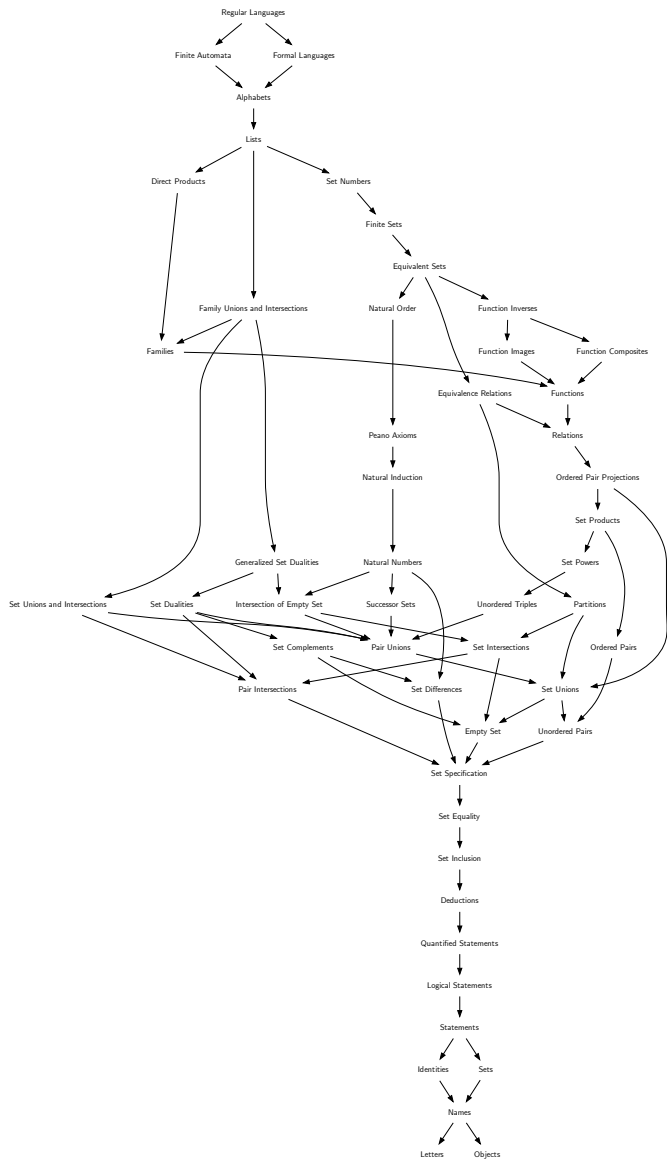 Regular Languages
Finite Automata
Formal Languages
Alphabets
Lists
Direct Products
Set Numbers
Finite Sets
Equivalent Sets
Family Unions and Intersections
Natural Order
Function Inverses
Families
Function Images
Function Composites
Equivalence Relations
Functions
Peano Axioms
Relations
Natural Induction
Ordered Pair Projections
Set Products
Generalized Set Dualities
Natural Numbers
Set Powers
Set Unions and Intersections
Set Dualities
Intersection of Empty Set
Successor Sets
Unordered Triples
Partitions
Set Complements
Pair Unions
Set Intersections
Ordered Pairs
Pair Intersections
Set Differences
Set Unions
Empty Set
Unordered Pairs
Set Specification
Set Equality
Set Inclusion
Deductions
Quantified Statements
Logical Statements
Statements
Identities
Sets
Names
Letters
Objects